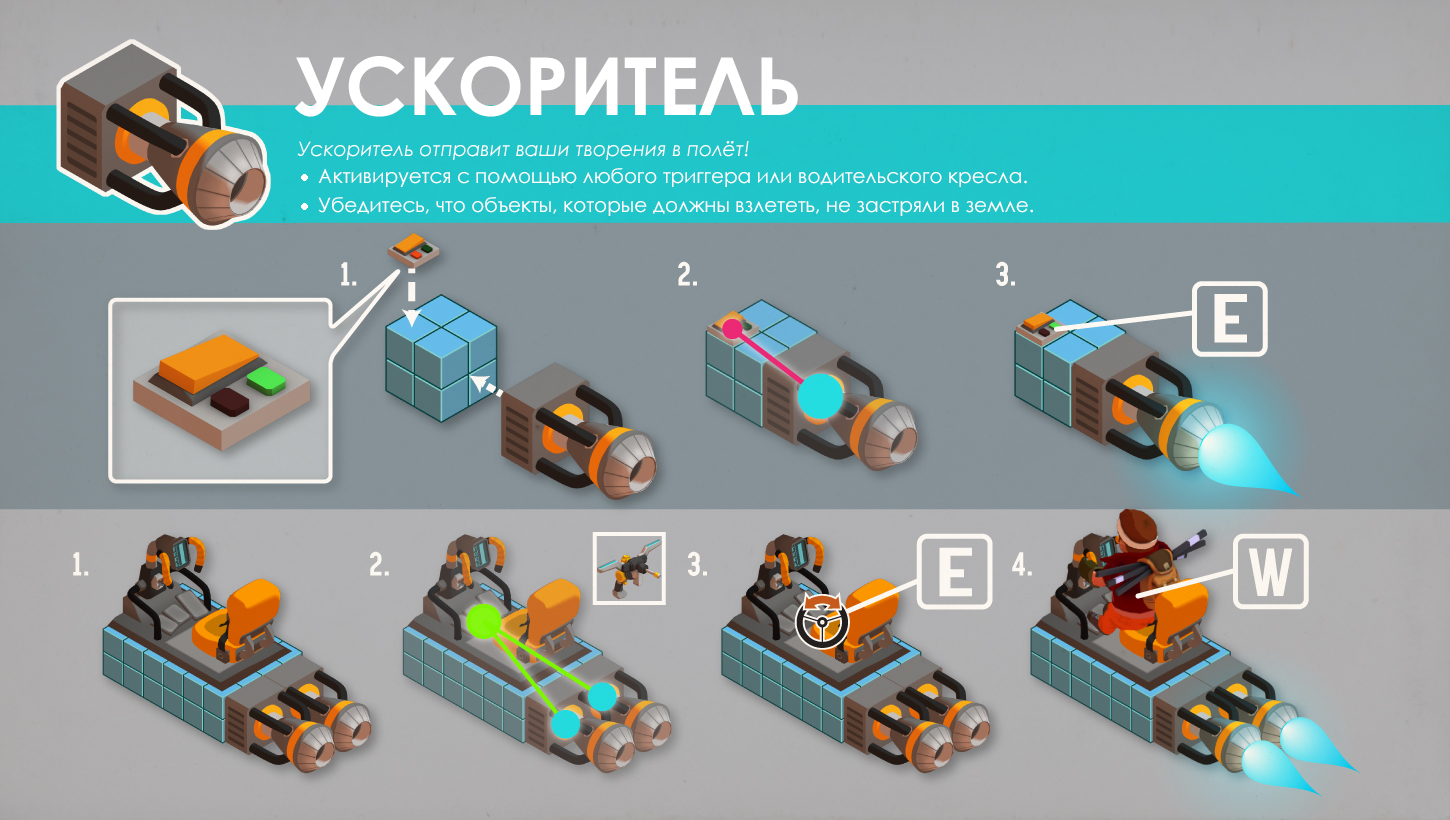 УСКОРИТЕЛЬ
Ускоритель отправит ваши творения в полёт!
• Активируется с помощью любого триггера или водительского кресла.
• Убедитесь, что объекты, которые должны взлететь, не застряли в земле.
1.
2.
3.
E
1.
2.
3.
E
4.
W